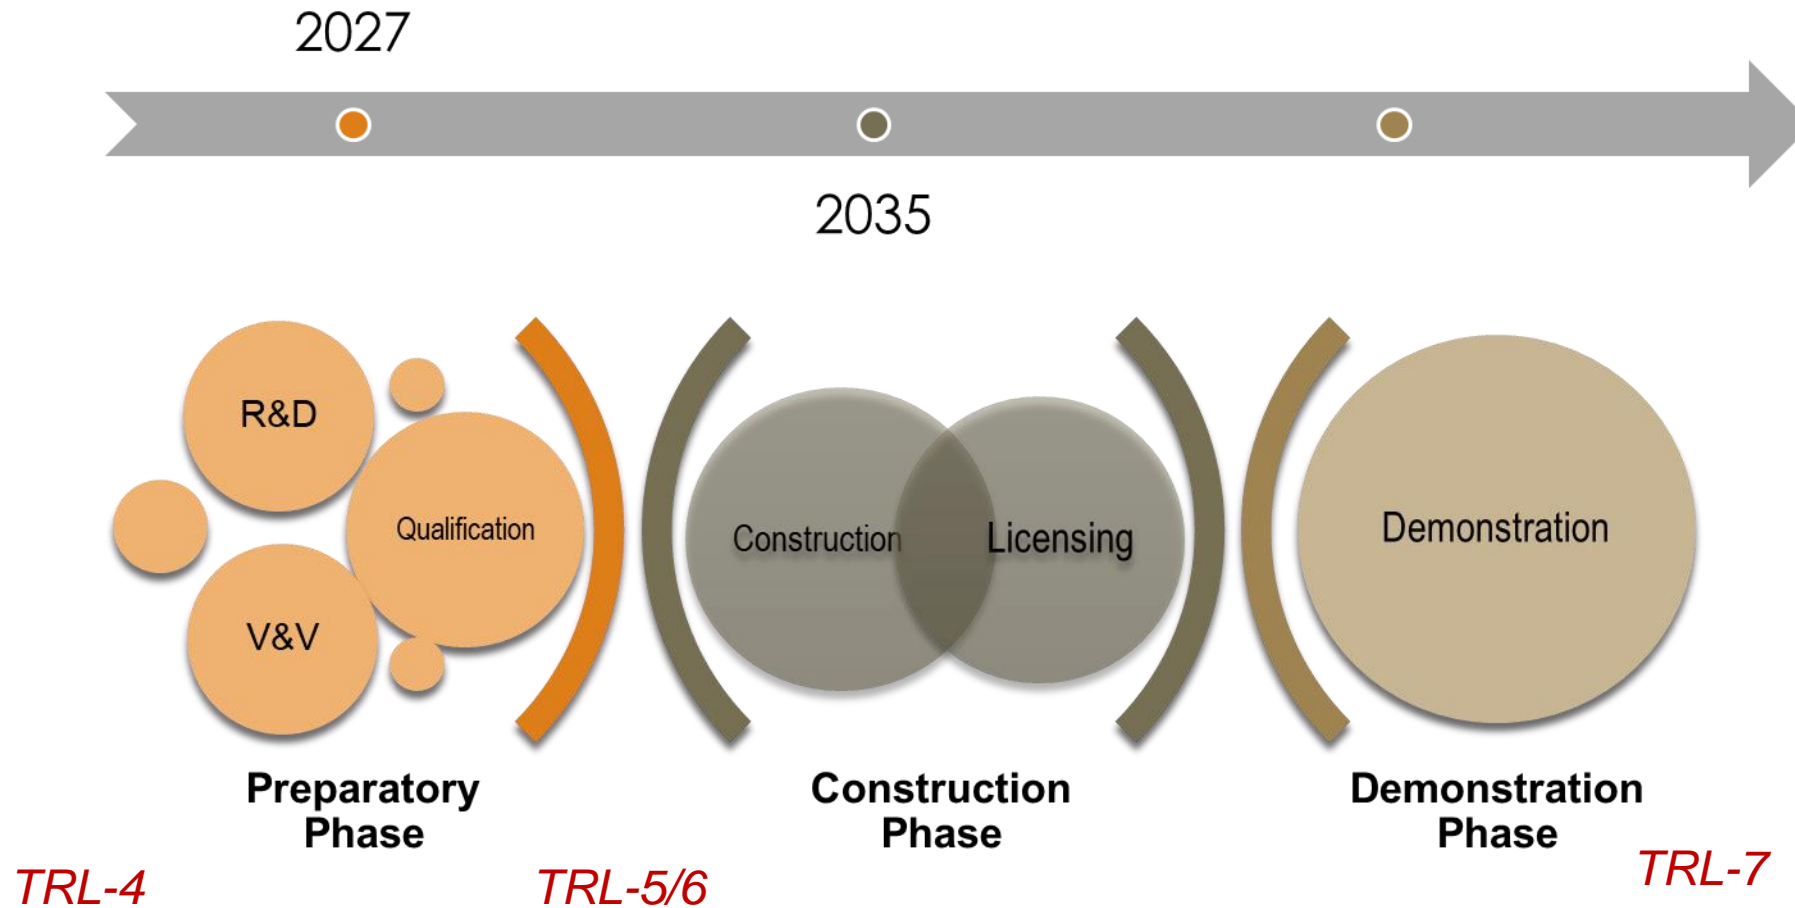 2027
2035
R&D
Qualification
V&V
Construction
Licensing
Demonstration
Preparatory
Phase
Construction
Phase
Demonstration
Phase
TRL-4
TRL-5/6
TRL-7